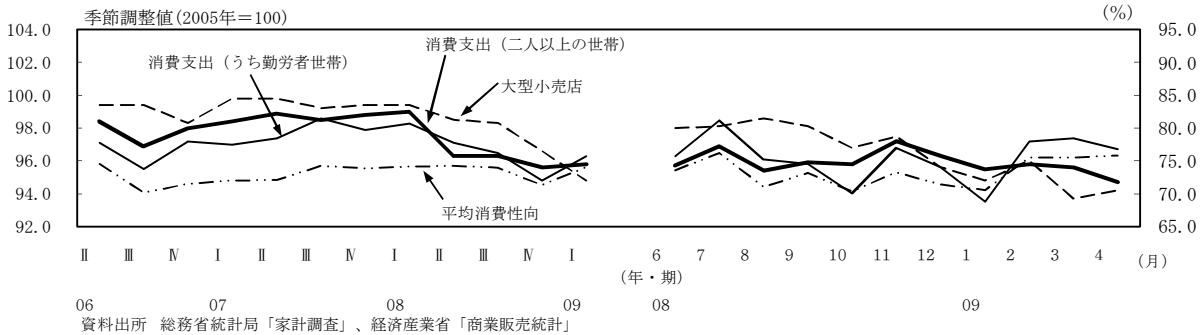 季節調整値(2005年＝100)
(％)
104.0
102.0
100.0
98.0
96.0
94.0
92.0
95.0
90.0
85.0
80.0
75.0
70.0
65.0
消費支出（二人以上の世帯）
消費支出（うち勤労者世帯）
大型小売店
平均消費性向
Ⅱ Ⅲ Ⅳ Ⅰ Ⅱ Ⅲ Ⅳ Ⅰ Ⅱ Ⅲ Ⅳ Ⅰ 6 7 8 9 10 11 12 1 2 3 4 (月)
(年・期)
06 07 08 09 08 09
資料出所 総務省統計局「家計調査」、経済産業省「商業販売統計」